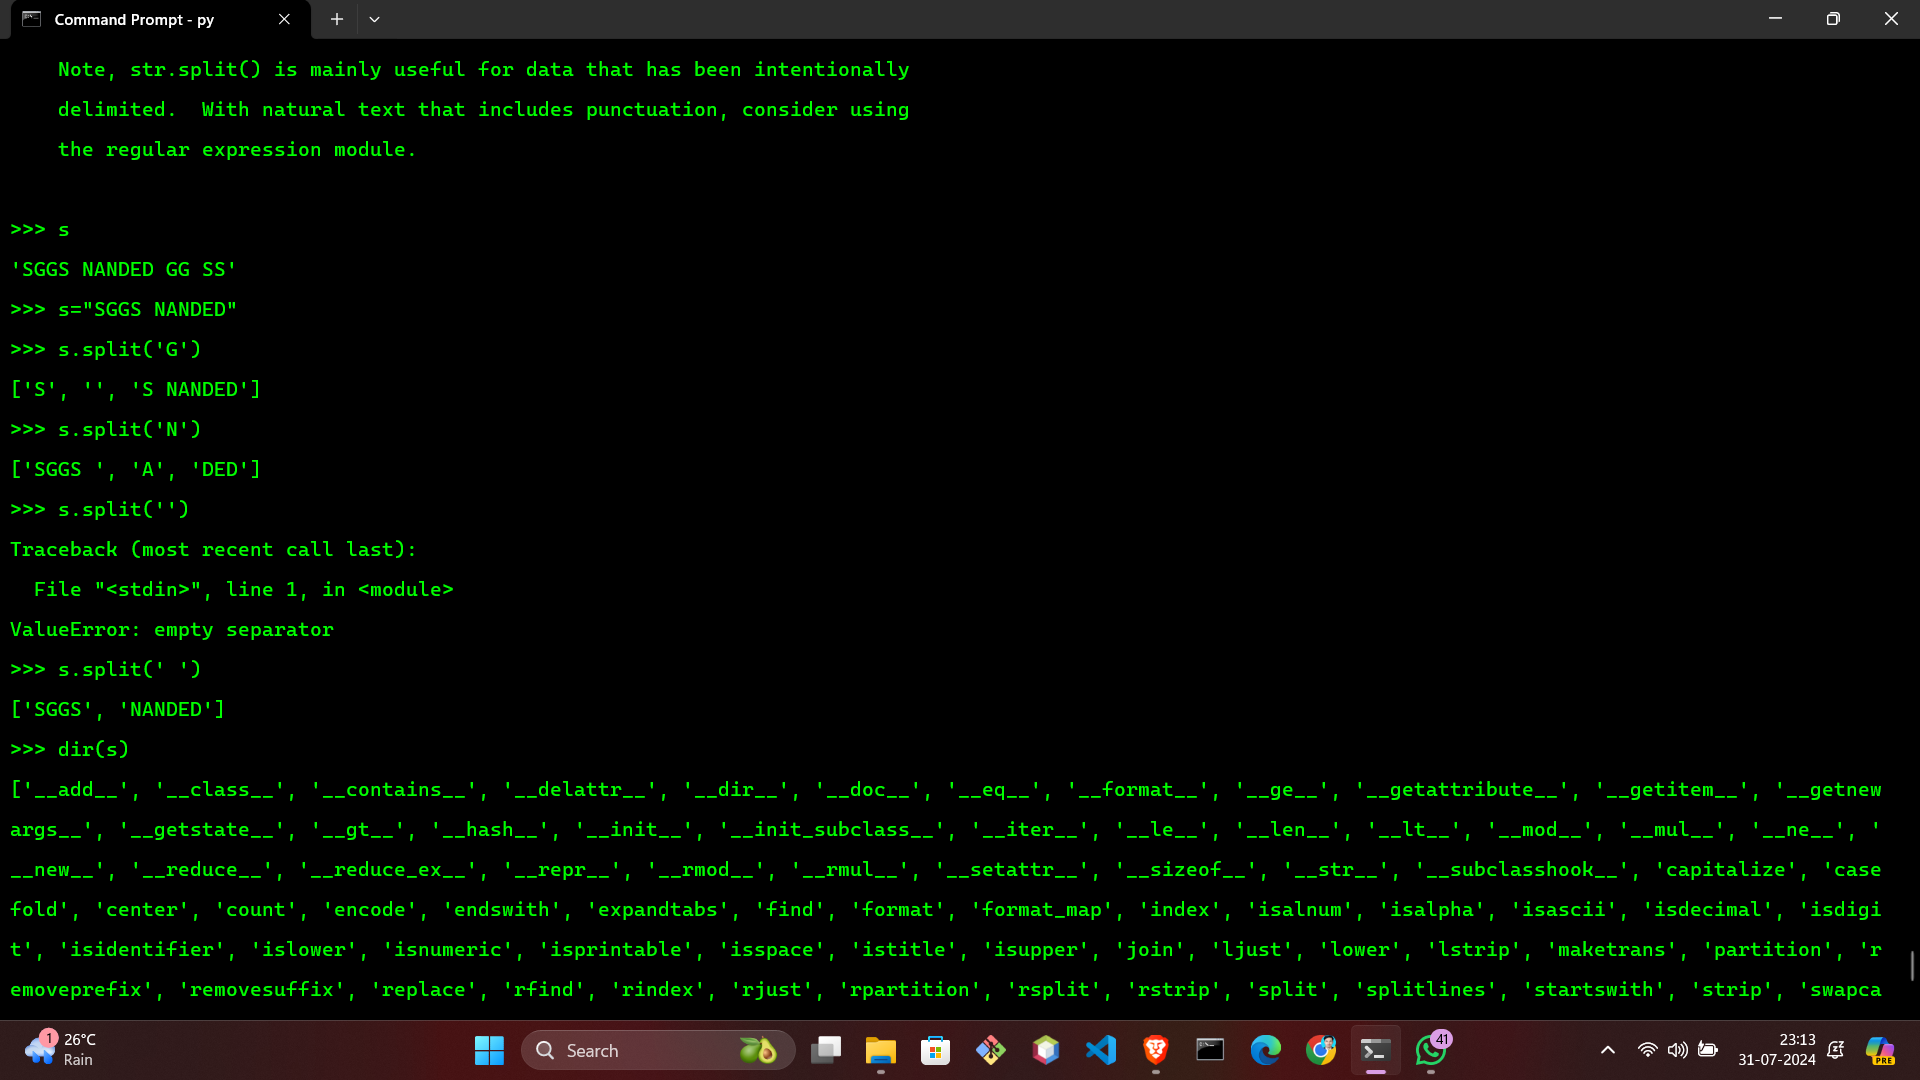 Command Prompt - py
Note, str.split() is mainly useful for data that has been intentionally
delimited.  With natural text that includes punctuation, consider using
the regular expression module.
>>> s
'SGGS NANDED GG SS'
>>> s="SGGS NANDED"
>>> s.split('G')
['S', '', 'S NANDED']
>>> s.split('N')
['SGGS ', 'A', 'DED']
>>> s.split('')
Traceback (most recent call last):
  File "<stdin>", line 1, in <module>
ValueError: empty separator
>>> s.split(' ')
['SGGS', 'NANDED']
>>> dir(s)
['__add__', '__class__', '__contains__', '__delattr__', '__dir__', '__doc__', '__eq__', '__format__', '__ge__', '__getattribute__', '__getitem__', '__getnew
args__', '__getstate__', '__gt__', '__hash__', '__init__', '__init_subclass__', '__iter__', '__le__', '__len__', '__lt__', '__mod__', '__mul__', '__ne__', '
__new__', '__reduce__', '__reduce_ex__', '__repr__', '__rmod__', '__rmul__', '__setattr__', '__sizeof__', '__str__', '__subclasshook__', 'capitalize', 'case
fold', 'center', 'count', 'encode', 'endswith', 'expandtabs', 'find', 'format', 'format_map', 'index', 'isalnum', 'isalpha', 'isascii', 'isdecimal', 'isdigi
t', 'isidentifier', 'islower', 'isnumeric', 'isprintable', 'isspace', 'istitle', 'isupper', 'join', 'ljust', 'lower', 'lstrip', 'maketrans', 'partition', 'r
emoveprefix', 'removesuffix', 'replace', 'rfind', 'rindex', 'rjust', 'rpartition', 'rsplit', 'rstrip', 'split', 'splitlines', 'startswith', 'strip', 'swapca
1
26°C
Rain
Search
41
23:13
31-07-2024
PRE